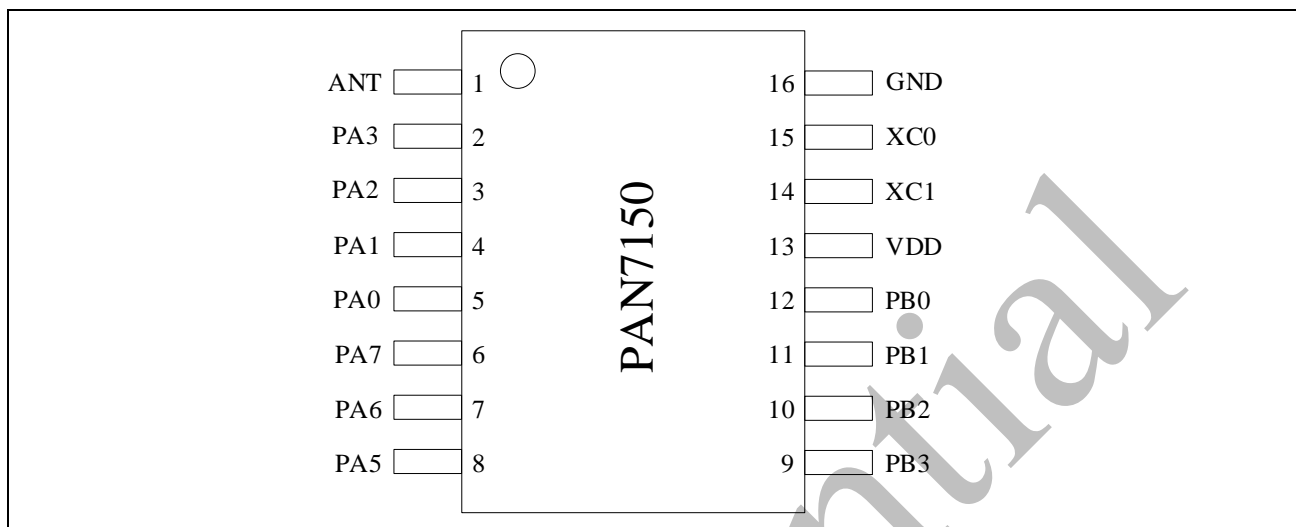 ANT 1 16 GND
PA3 2 15 XC0
PA2 3 14 XC1
PA1 4 13 VDD
PA0 5 12 PB0
PA7 6 11 PB1
PA6 7 10 PB2
PA5 8 9 PB3
PAN7150
ntial